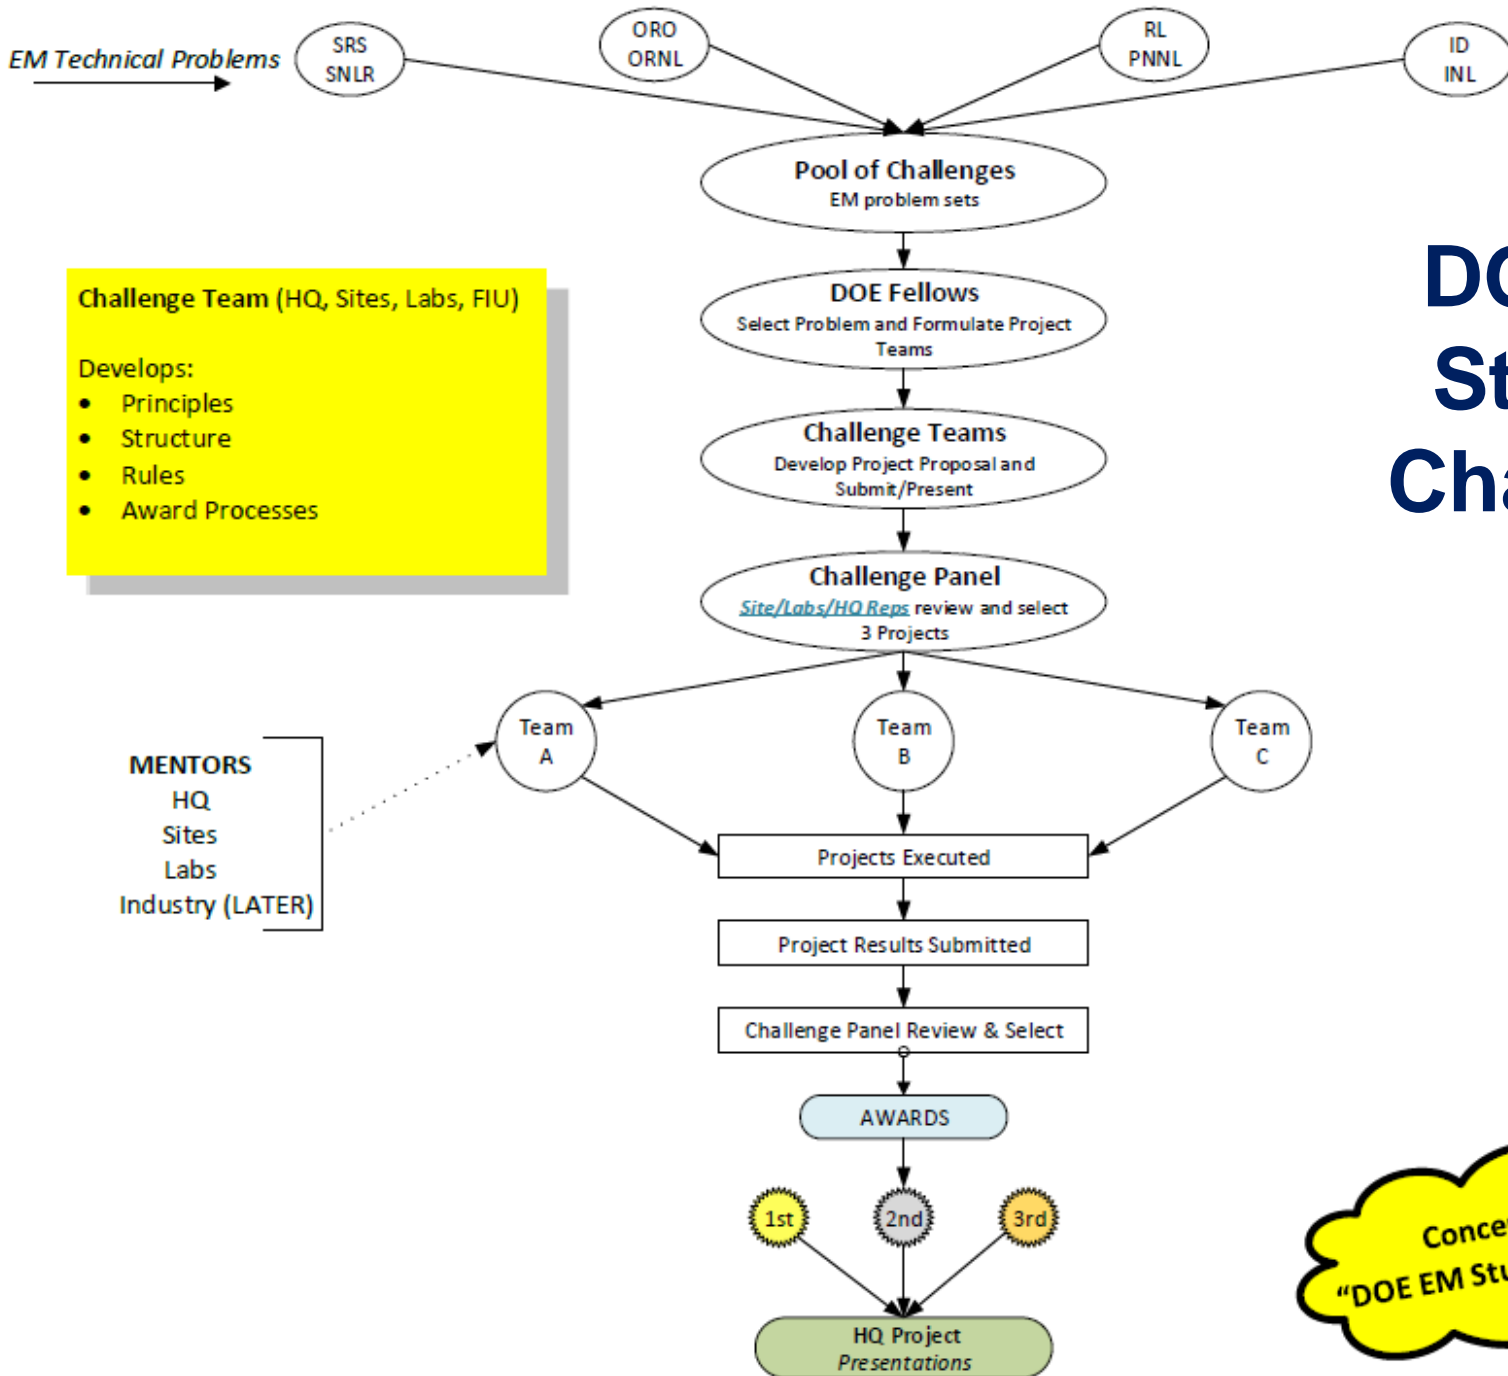 EM Technical Problems
SRS
SNLR
ORO
ORNL
RL
PNNL
ID
INL
Pool of Challenges
EM problem sets
DOE Fellows
Select Problem and Formulate Project
Teams
Challenge Teams
Develop Project Proposal and
Submit/Present
Challenge Panel
Site/Labs/HQ Reps review and select
3 Projects
Challenge Team (HQ, Sites, Labs, FIU)
Develops:
• Principles
• Structure
• Rules
• Award Processes
MENTORS
HQ
Sites
Labs
Industry (LATER)
Team
A
Team
B
Team
C
Projects Executed
Project Results Submitted
Challenge Panel Review & Select
AWARDS
1st
2nd
3rd
HQ Project
Presentations
"DOE EM